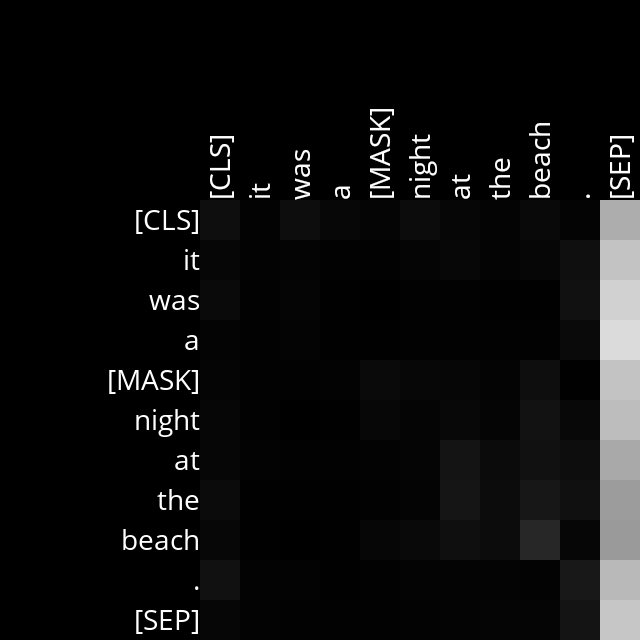 [CLS] it was a [MASK] night at the beach . [SEP]
[CLS]
it
was
a
[MASK]
night
at
the
beach
.
[SEP]